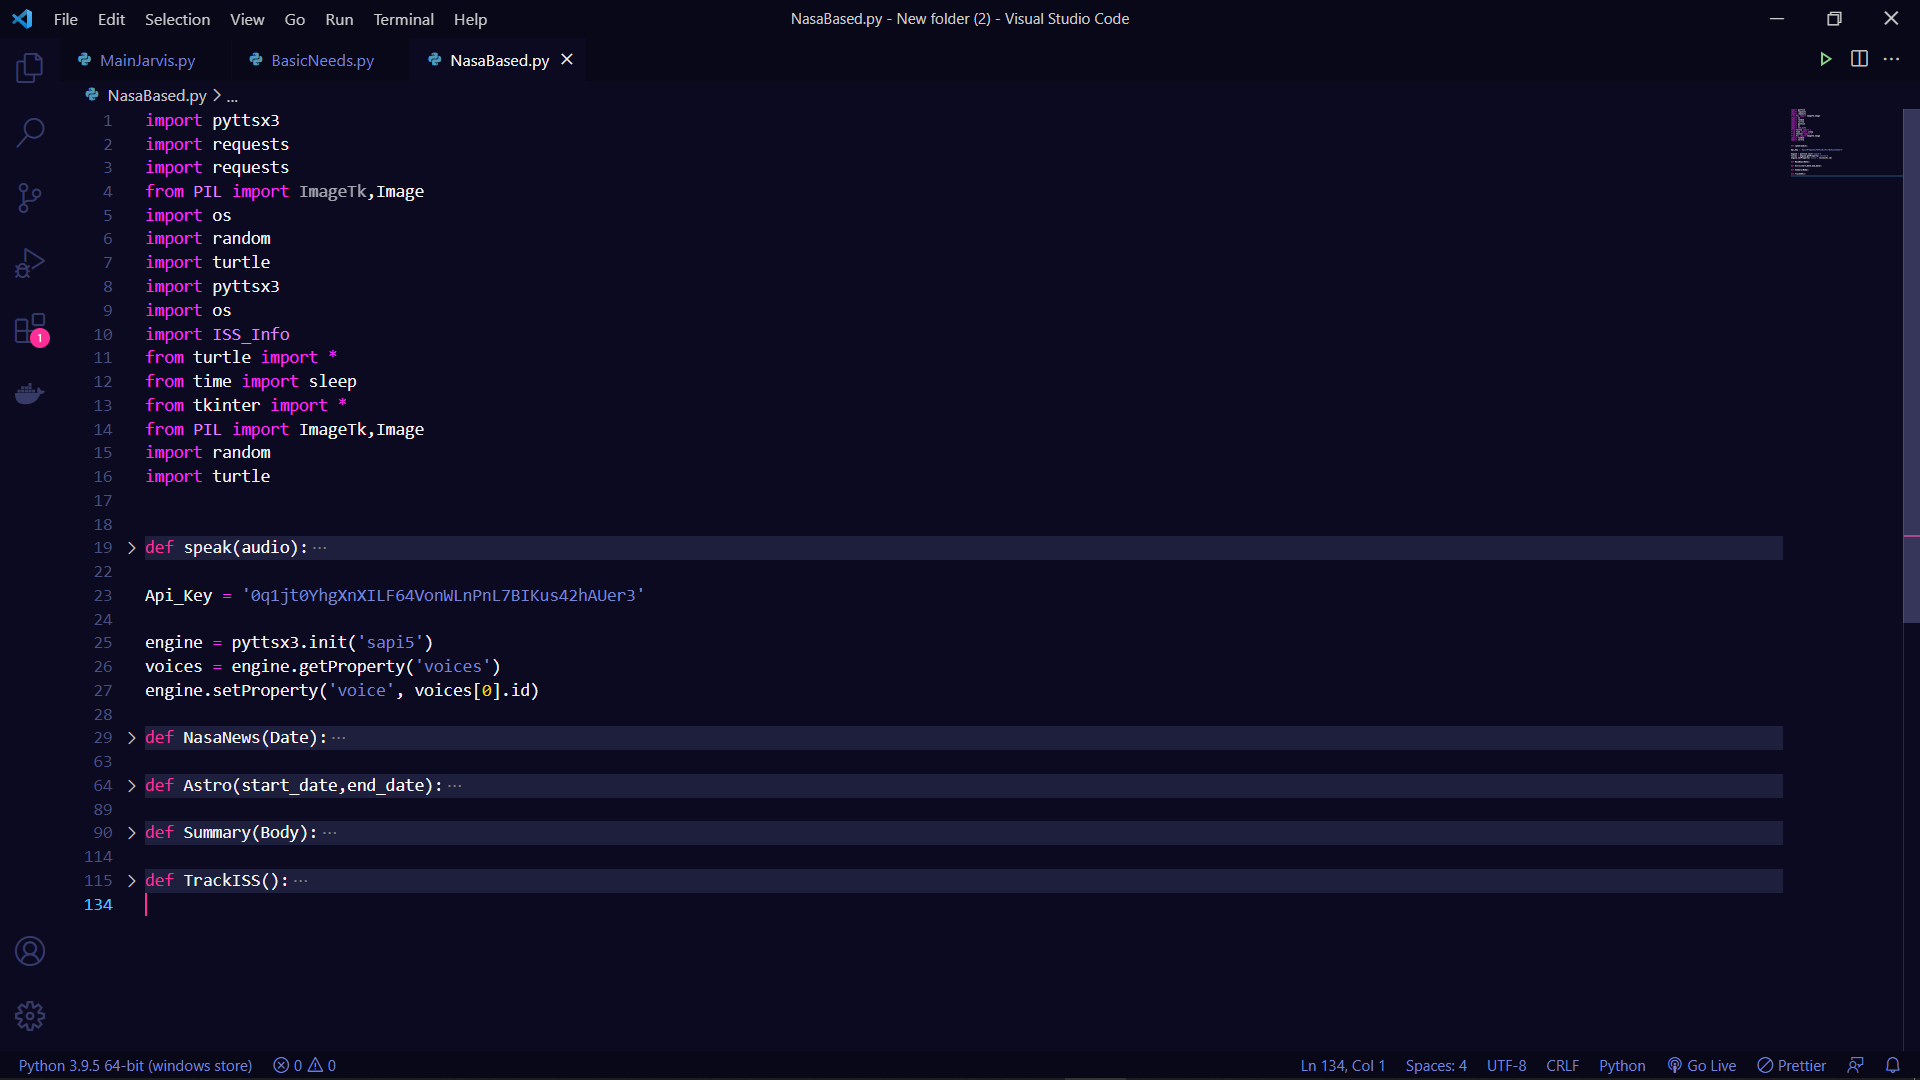 File Edit Selection View Go Run Terminal Help NasaBased.py - New folder (2) - Visual Studio Code
MainJarvis.py BasicNeeds.py NasaBased.py
NasaBased.py > ...
1 import pyttsx3
2 import requests
3 import requests
4 from PIL import ImageTk,Image
5 import os
6 import random
7 import turtle
8 import pyttsx3
9 import os
10 import ISS_Info
11 from turtle import *
12 from time import sleep
13 from tkinter import *
14 from PIL import ImageTk,Image
15 import random
16 import turtle
17
18
19 def speak(audio):...
22
23 Api_Key = '0q1jt0YhgXnXILF64VonWLnPnL7BIKus42hAUer3'
24
25 engine = pyttsx3.init('sapi5')
26 voices = engine.getProperty('voices')
27 engine.setProperty('voice', voices[0].id)
28
29 def NasaNews(Date):...
63
64 def Astro(start_date,end_date):...
89
90 def Summary(Body):...
114
115 def TrackISS():...
134
1
Python 3.9.5 64-bit (windows store) 0 0 Ln 134, Col 1 Spaces: 4 UTF-8 CRLF Python Go Live Prettier